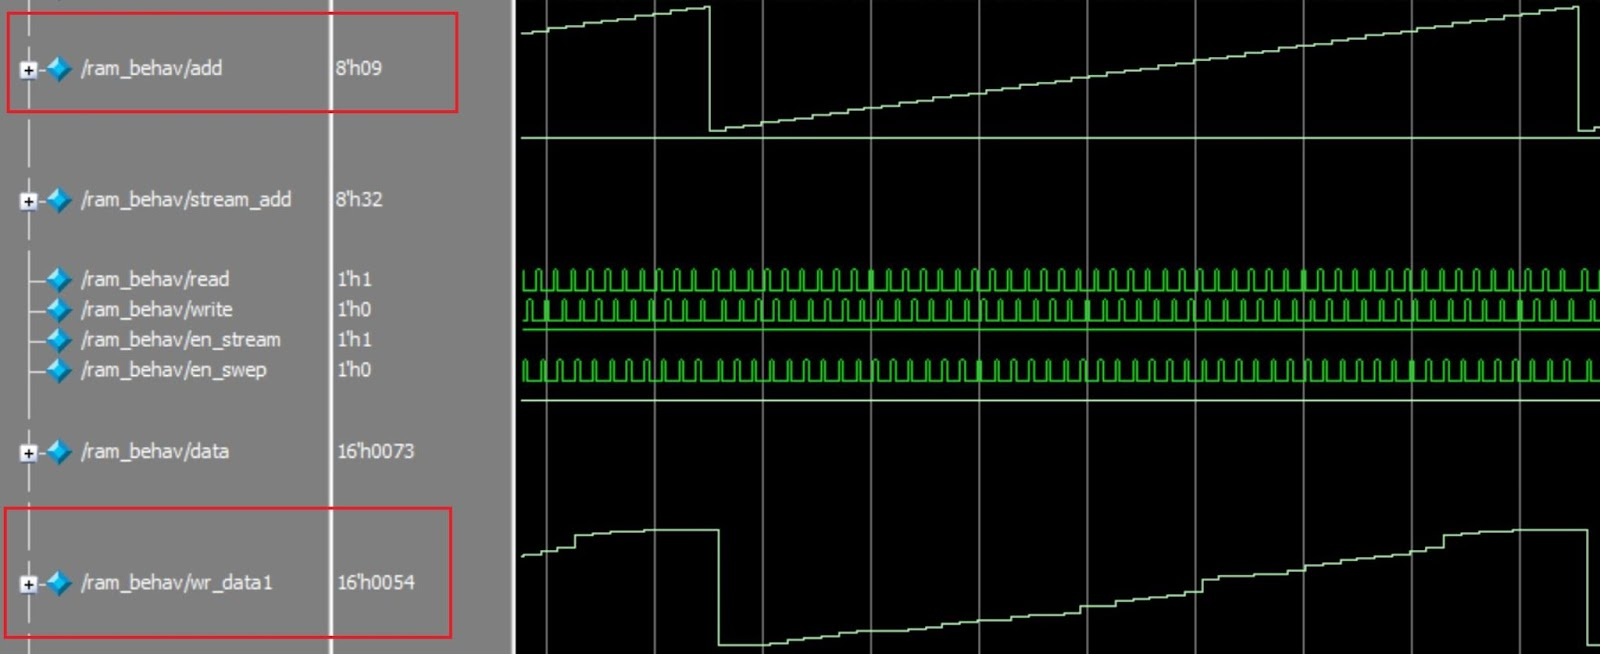 /ram_behav/add 8'h09
/ram_behav/stream_add 8'h32
/ram_behav/read 1'h1
/ram_behav/write 1'h0
/ram_behav/en_stream 1'h1
/ram_behav/en_swep 1'h0
/ram_behav/data 16'h0073
/ram_behav/wr_data1 16'h0054